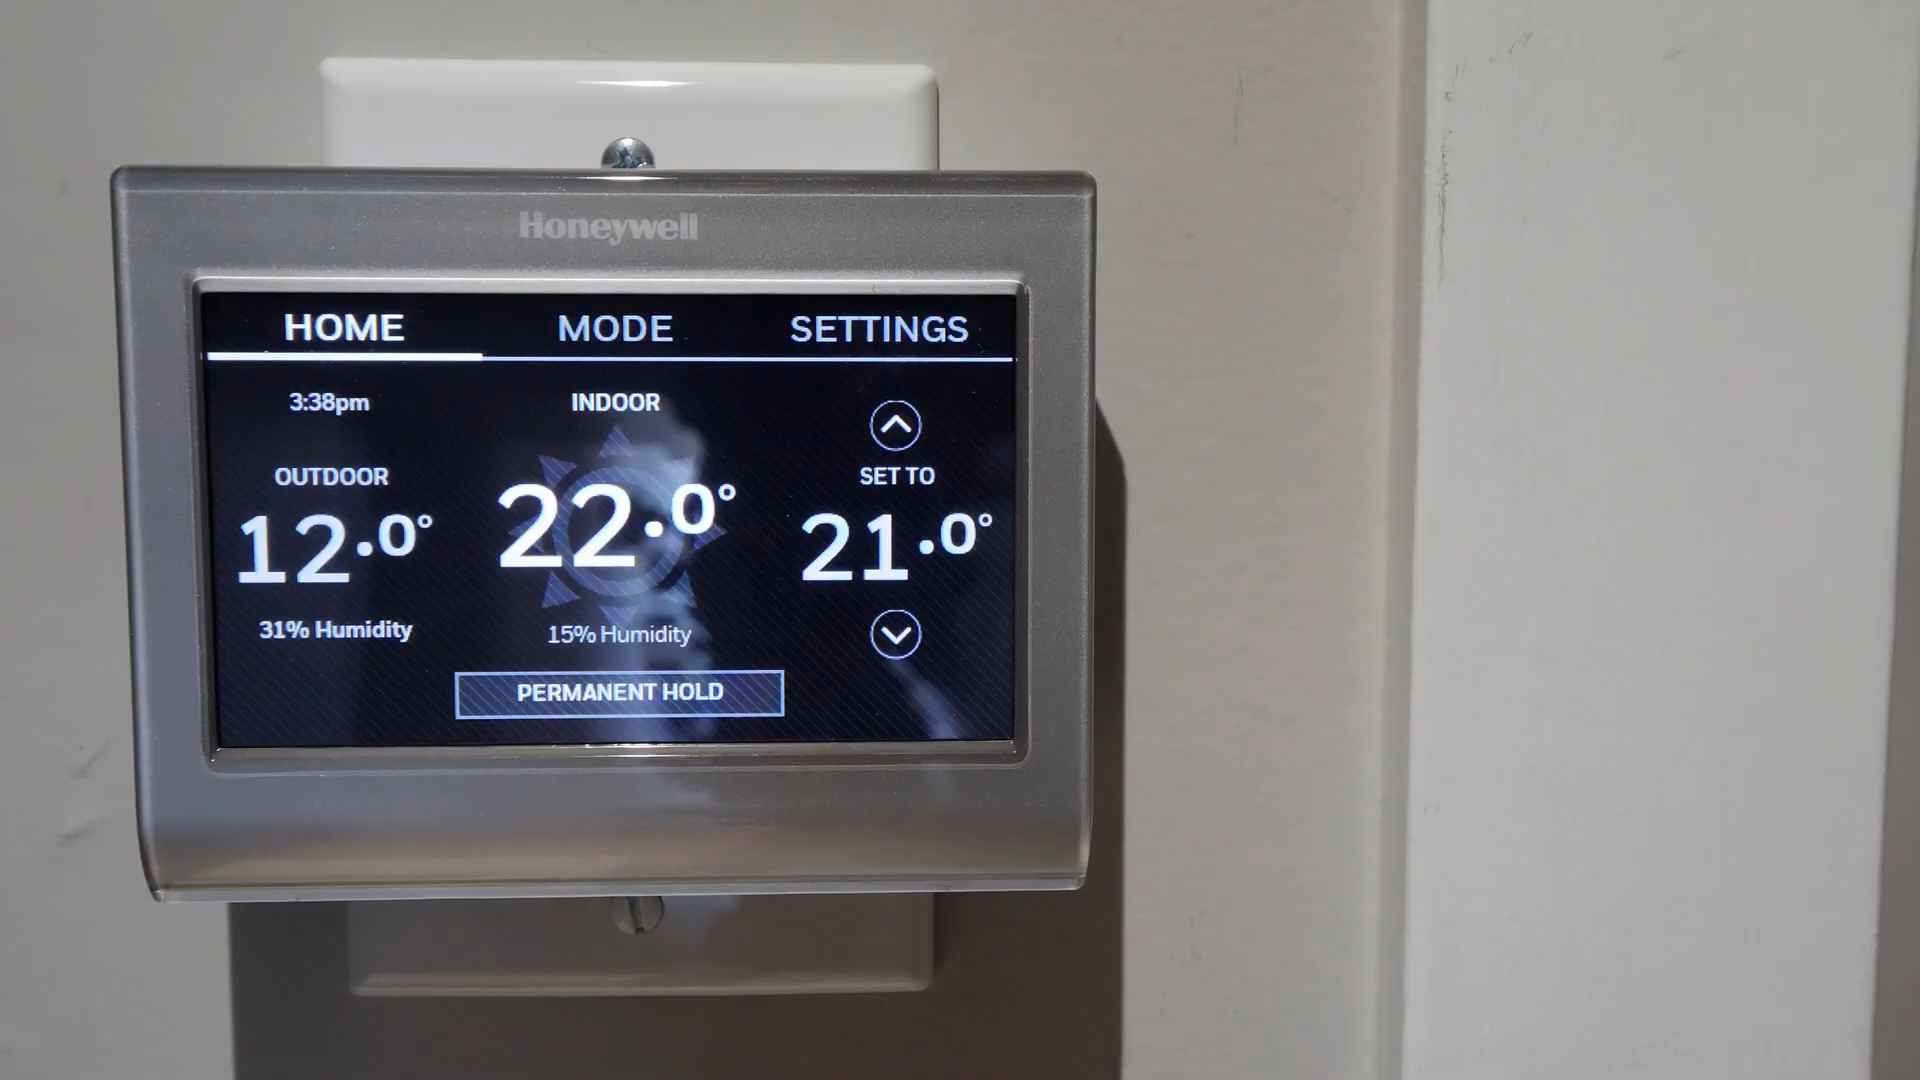 Honeywell
HOME MODE SETTINGS
3:38pm
OUTDOOR
12.0°
31% Humidity
INDOOR
22.0°
15% Humidity
SET TO
21.0°
PERMANENT HOLD